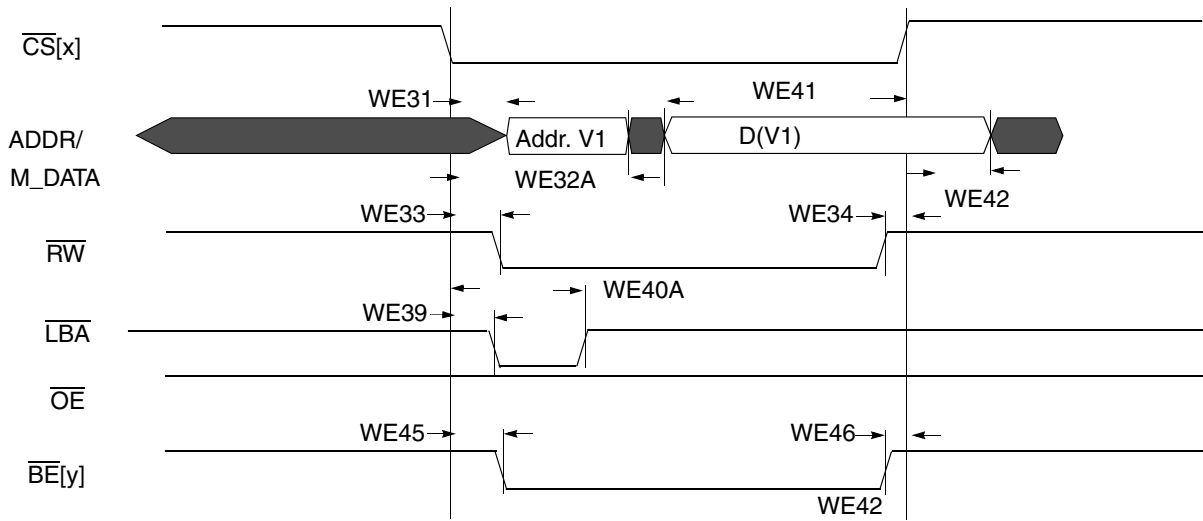 CS[x]
WE31
WE41
ADDR/
M_DATA
Addr. V1
D(V1)
WE32A
WE42
WE33
WE34
RW
WE40A
WE39
LBA
OE
WE45
WE46
BE[y]
WE42